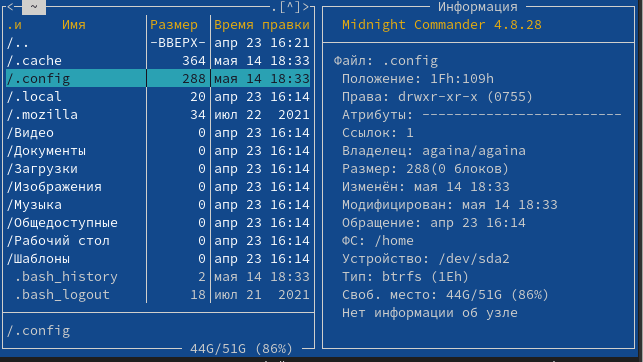 <─ ~ ─.[^]>
.и Имя Размер Время правки
/.. -ВВЕРХ- апр 23 16:21
/.cache 364 мая 14 18:33
/.config 288 мая 14 18:33
/.local 20 апр 23 16:14
/.mozilla 34 июл 22 2021
/Видео 0 апр 23 16:14
/Документы 0 апр 23 16:14
/Загрузки 0 апр 23 16:14
/Изображения 0 апр 23 16:14
/Музыка 0 апр 23 16:14
/Общедоступные 0 апр 23 16:14
/Рабочий стол 0 апр 23 16:14
/Шаблоны 0 апр 23 16:14
.bash_history 2 мая 14 18:33
.bash_logout 18 июл 21 2021
/.config
44G/51G (86%)
Информация
Midnight Commander 4.8.28
Файл: .config
Положение: 1Fh:109h
Права: drwxr-xr-x (0755)
Атрибуты: -------------------------
Ссылок: 1
Владелец: againa/againa
Размер: 288(0 блоков)
Изменён: мая 14 18:33
Модифицирован: мая 14 18:33
Обращение: апр 23 16:14
ФС: /home
Устройство: /dev/sda2
Тип: btrfs (1Eh)
Своб. место: 44G/51G (86%)
Нет информации об узле